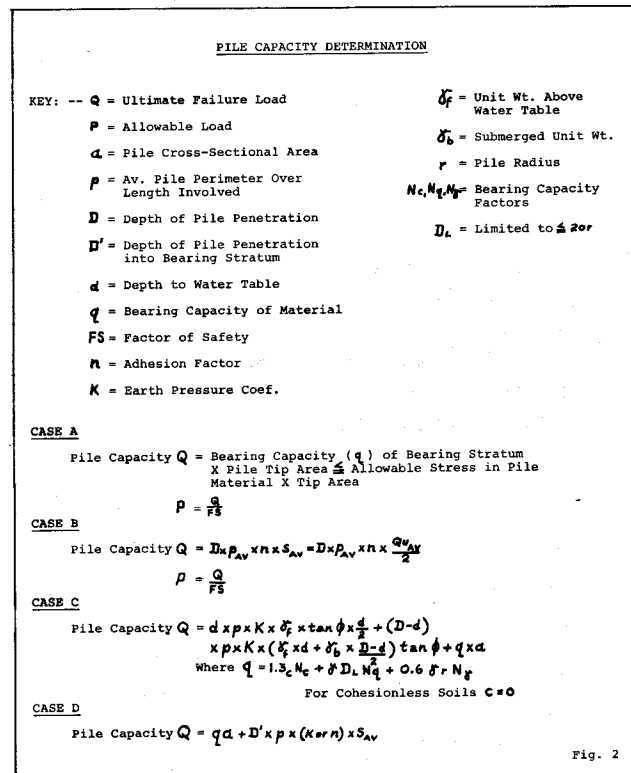 PILE CAPACITY DETERMINATION
KEY: -- Q = Ultimate Failure Load
P = Allowable Load
a = Pile Cross-Sectional Area
p = Av. Pile Perimeter Over
Length Involved
D = Depth of Pile Penetration
D' = Depth of Pile Penetration
into Bearing Stratum
d = Depth to Water Table
q = Bearing Capacity of Material
FS = Factor of Safety
n = Adhesion Factor
K = Earth Pressure Coef.
γf = Unit Wt. Above
Water Table
γb = Submerged Unit Wt.
r = Pile Radius
Nc, Nq, Nγ = Bearing Capacity
Factors
DL = Limited to ≦ 20r
CASE A
Pile Capacity Q = Bearing Capacity (q) of Bearing Stratum
X Pile Tip Area ≦ Allowable Stress in Pile
Material X Tip Area
P = Q/FS
CASE B
Pile Capacity Q = D x pAV x n x SAV = D x pAV x n x QuAV/2
P = Q/FS
CASE C
Pile Capacity Q = d x p x K x γf x tan φ x d/2 + (D-d)
x p x K x (γf x d + γb x D-d/2) tan φ + q x a
Where q = 1.3c Nc + γ DL Nq + 0.6 γ r Nγ
For Cohesionless Soils C = 0
CASE D
Pile Capacity Q = qa + D' x p x (K or n) x SAV
Fig. 2